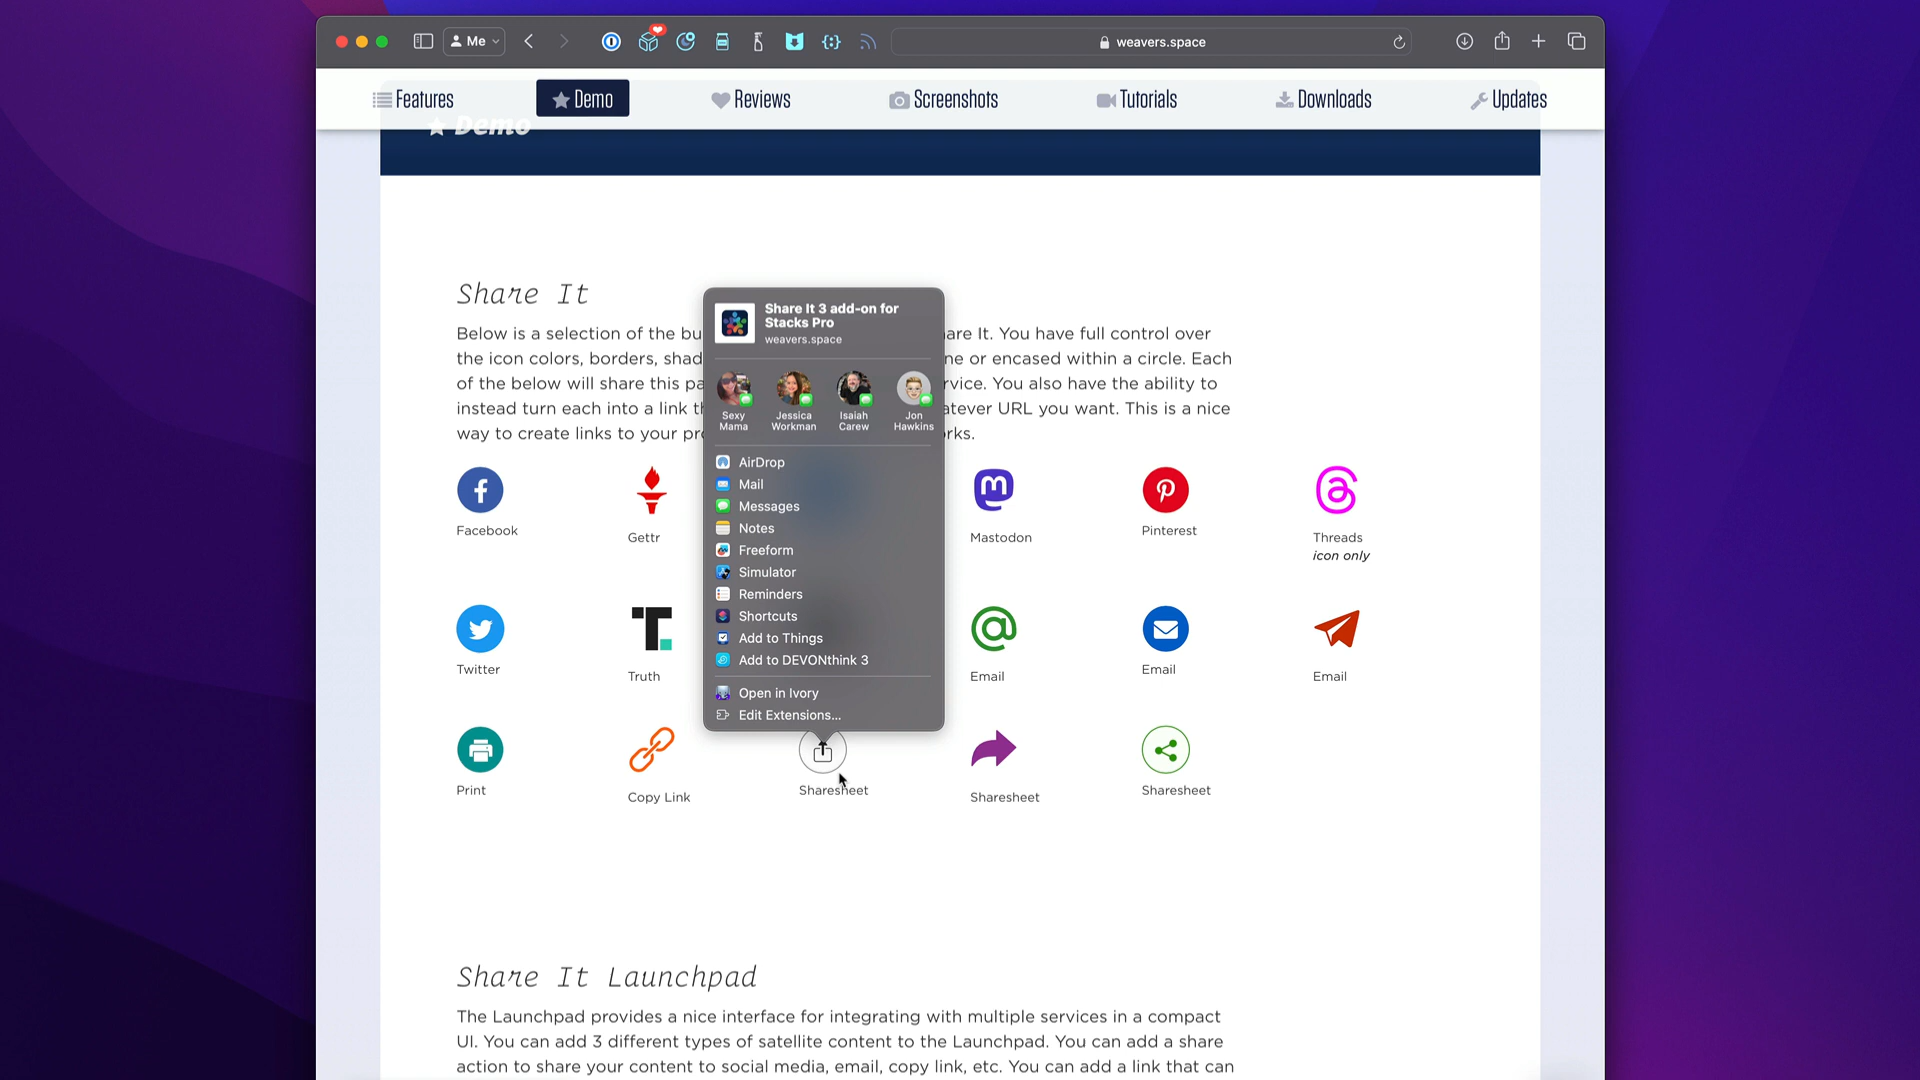 Me
weavers.space
Features
Demo
Reviews
Screenshots
Tutorials
Downloads
Updates
Demo
Share It
Below is a selection of the bu
are It. You have full control over
the icon colors, borders, shad
ne or encased within a circle. Each
of the below will share this pa
rvice. You also have the ability to
instead turn each into a link th
atever URL you want. This is a nice
way to create links to your pro
rks.
Share It 3 add-on for
Stacks Pro
weavers.space
Sexy
Mama
Jessica
Workman
Isaiah
Carew
Jon
Hawkins
AirDrop
Mail
Messages
Notes
Freeform
Simulator
Reminders
Shortcuts
Add to Things
Add to DEVONthink 3
Open in Ivory
Edit Extensions...
Facebook
Gettr
Mastodon
Pinterest
Threads
icon only
Twitter
Truth
Email
Email
Email
Print
Copy Link
Sharesheet
Sharesheet
Sharesheet
Share It Launchpad
The Launchpad provides a nice interface for integrating with multiple services in a compact
UI. You can add 3 different types of satellite content to the Launchpad. You can add a share
action to share your content to social media, email, copy link, etc. You can add a link that can